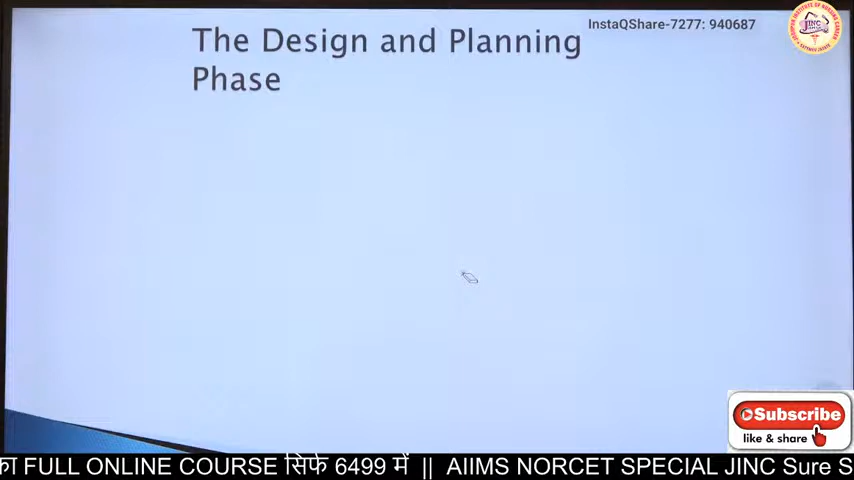 InstaQShare-7277: 940687
The Design and Planning
Phase
JINC
Subscribe
like & share
का FULL ONLINE COURSE सिर्फ 6499 में || AIIMS NORCET SPECIAL JINC Sure S